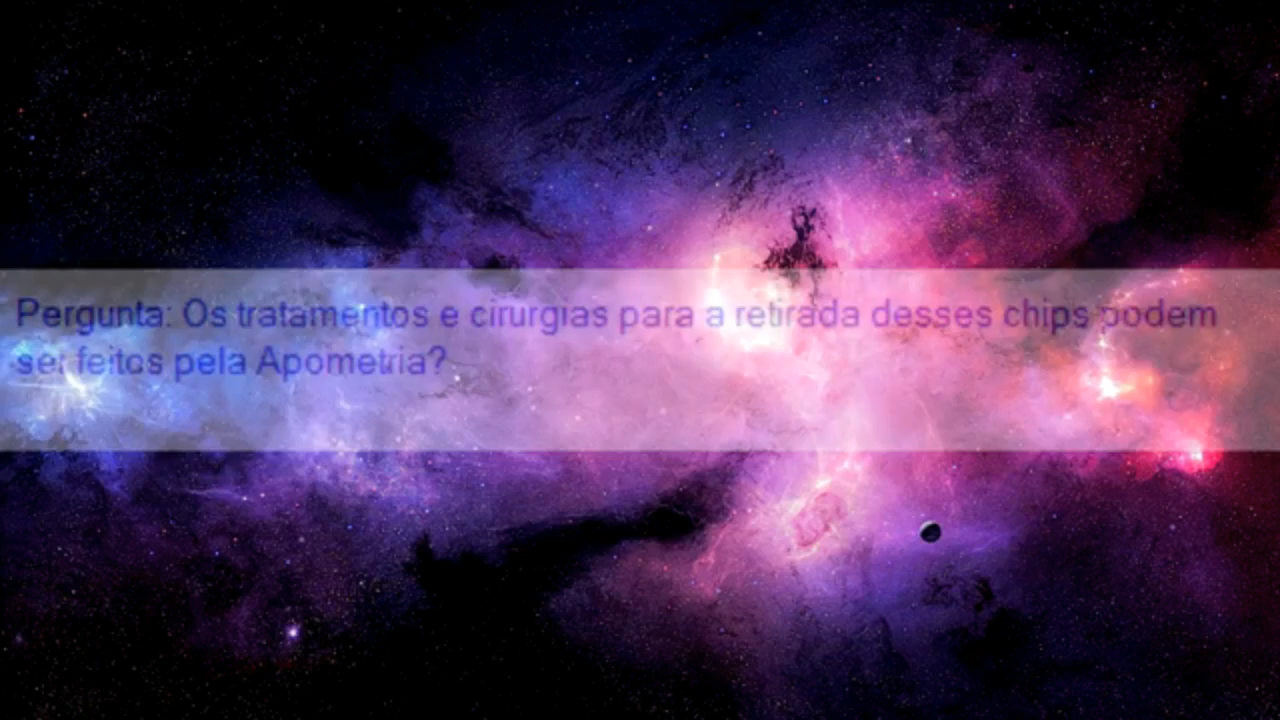 Pergunta: Os tratamentos e cirurgias para a retirada desses chips podem
ser feitos pela Apometria?